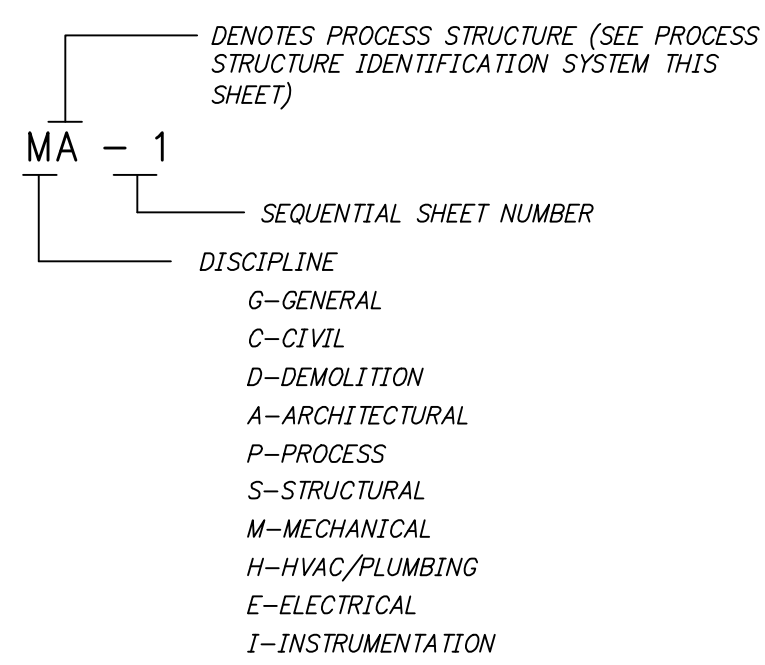 DENOTES PROCESS STRUCTURE (SEE PROCESS
STRUCTURE IDENTIFICATION SYSTEM THIS
SHEET)
MA - 1
SEQUENTIAL SHEET NUMBER
DISCIPLINE
G-GENERAL
C-CIVIL
D-DEMOLITION
A-ARCHITECTURAL
P-PROCESS
S-STRUCTURAL
M-MECHANICAL
H-HVAC/PLUMBING
E-ELECTRICAL
I-INSTRUMENTATION